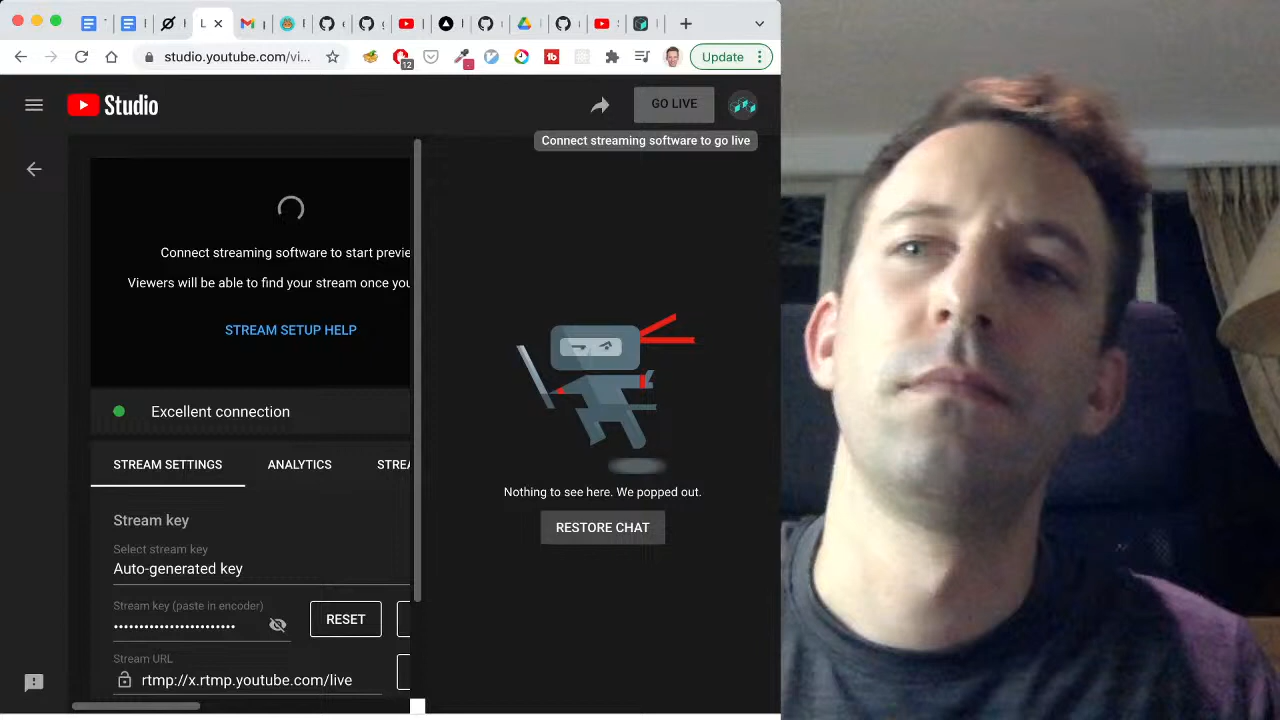 L
p
studio.youtube.com/vi...
12
Update
Studio
GO LIVE
Connect streaming software to go live
Connect streaming software to start previe
Viewers will be able to find your stream once you
STREAM SETUP HELP
Excellent connection
STREAM SETTINGS
ANALYTICS
STREA
Nothing to see here. We popped out.
RESTORE CHAT
Stream key
Select stream key
Auto-generated key
Stream key (paste in encoder)
••••••••••••••••••••••••
RESET
Stream URL
rtmp://x.rtmp.youtube.com/live